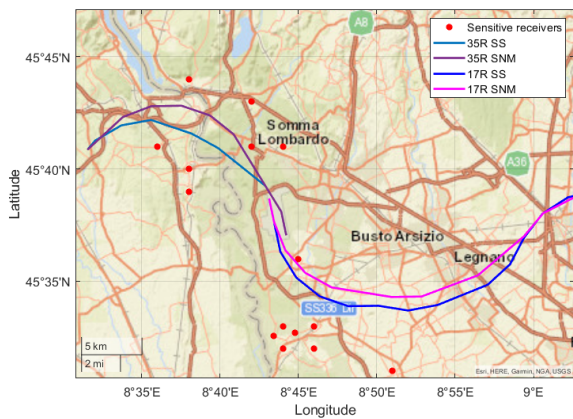 45°45'N
45°40'N
45°35'N
Latitude
A8
Sensitive receivers
35R SS
35R SNM
17R SS
17R SNM
Somma
Lombardo
A36
Busto Arsizio
Legnano
SS336
5 km
2 mi
Esri, HERE, Garmin, NGA, USGS
8°35'E
8°40'E
8°45'E
8°50'E
8°55'E
9°E
Longitude